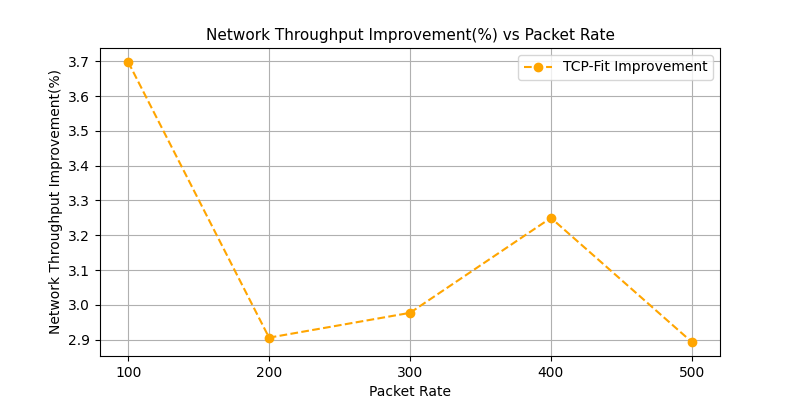 Network Throughput Improvement(%) vs Packet Rate
TCP-Fit Improvement
Network Throughput Improvement(%)
3.7
3.6
3.5
3.4
3.3
3.2
3.1
3.0
2.9
100 200 300 400 500
Packet Rate